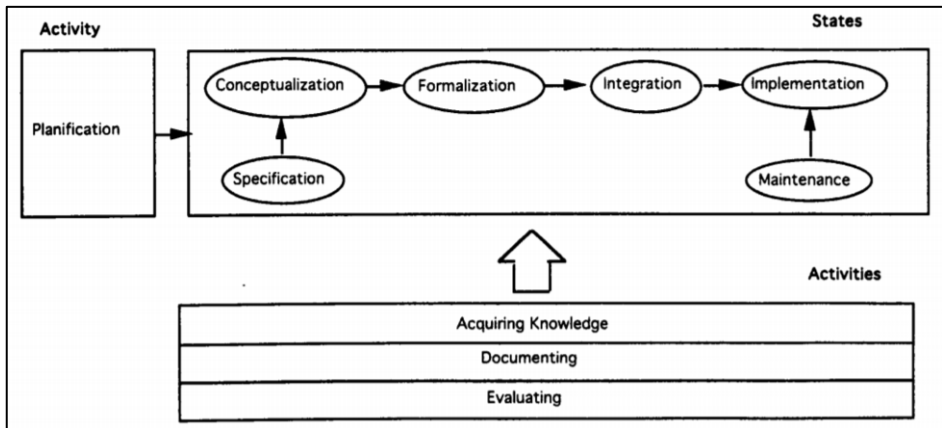 Activity
States
Conceptualization
Formalization
Integration
Implementation
Planification
Specification
Maintenance
Activities
Acquiring Knowledge
Documenting
Evaluating